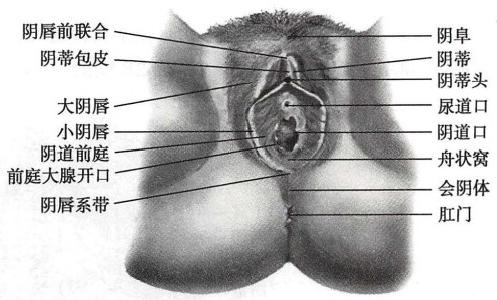 阴唇前联合
阴蒂包皮
大阴唇
小阴唇
阴道前庭
前庭大腺开口
阴唇系带
阴阜
阴蒂
阴蒂头
尿道口
阴道口
舟状窝
会阴体
肛门